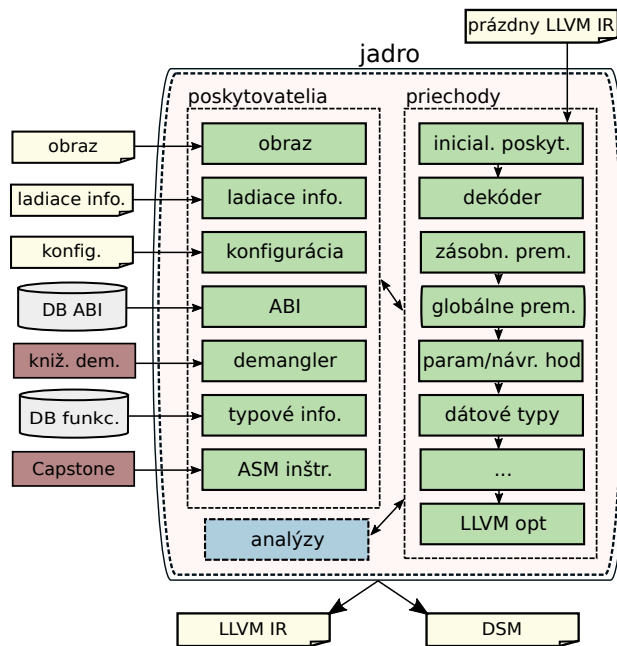 prázdny LLVM IR
jadro
poskytovatelia
priechody
obraz
obraz
inicial. poskyt.
ladiace info.
ladiace info.
dekóder
konfig.
konfigurácia
zásobn. prem.
DB ABI
ABI
globálne prem.
kniž. dem.
demangler
param/návr. hod
DB funkc.
typové info.
dátové typy
Capstone
ASM inštr.
...
analýzy
LLVM opt
LLVM IR
DSM